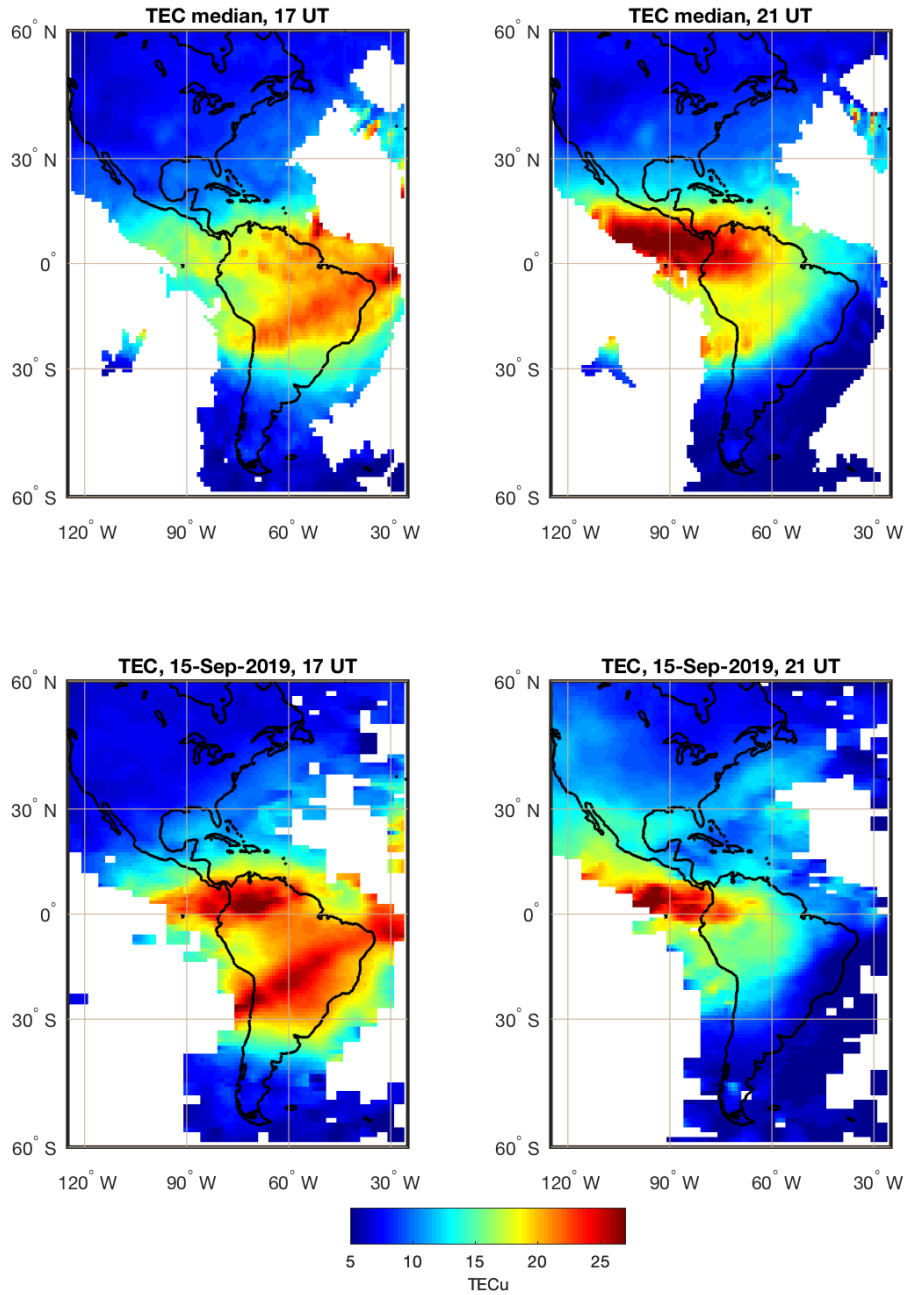 TEC median, 17 UT
60° N
30° N
0°
30° S
60° S
120° W 90° W 60° W 30° W
TEC median, 21 UT
60° N
30° N
0°
30° S
60° S
120° W 90° W 60° W 30° W
TEC, 15-Sep-2019, 17 UT
60° N
30° N
0°
30° S
60° S
120° W 90° W 60° W 30° W
TEC, 15-Sep-2019, 21 UT
60° N
30° N
0°
30° S
60° S
120° W 90° W 60° W 30° W
5 10 15 20 25
TECu